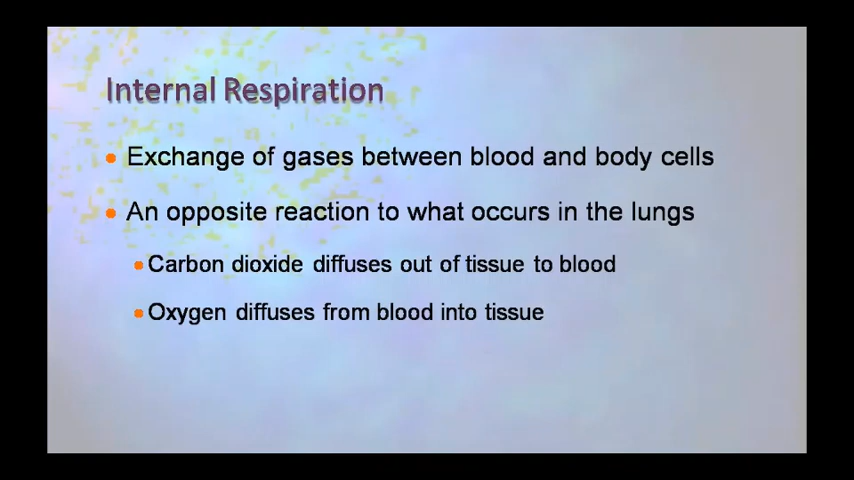 Internal Respiration
Exchange of gases between blood and body cells
An opposite reaction to what occurs in the lungs
Carbon dioxide diffuses out of tissue to blood
Oxygen diffuses from blood into tissue